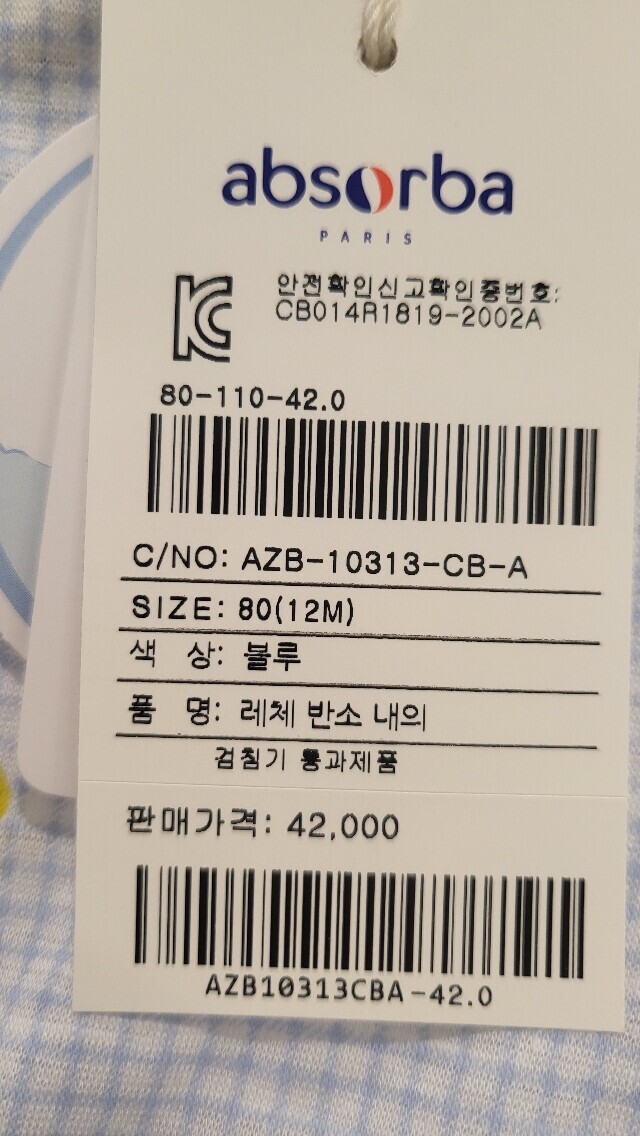 absorba
PARIS
안전확인신고확인증번호:
CB014R1819-2002A
80-110-42.0
C/NO: AZB-10313-CB-A
SIZE: 80(12M)
색 상: 블루
품 명: 레체 반소 내의
검침기 통과제품
판매가격: 42,000
AZB10313CBA-42.0